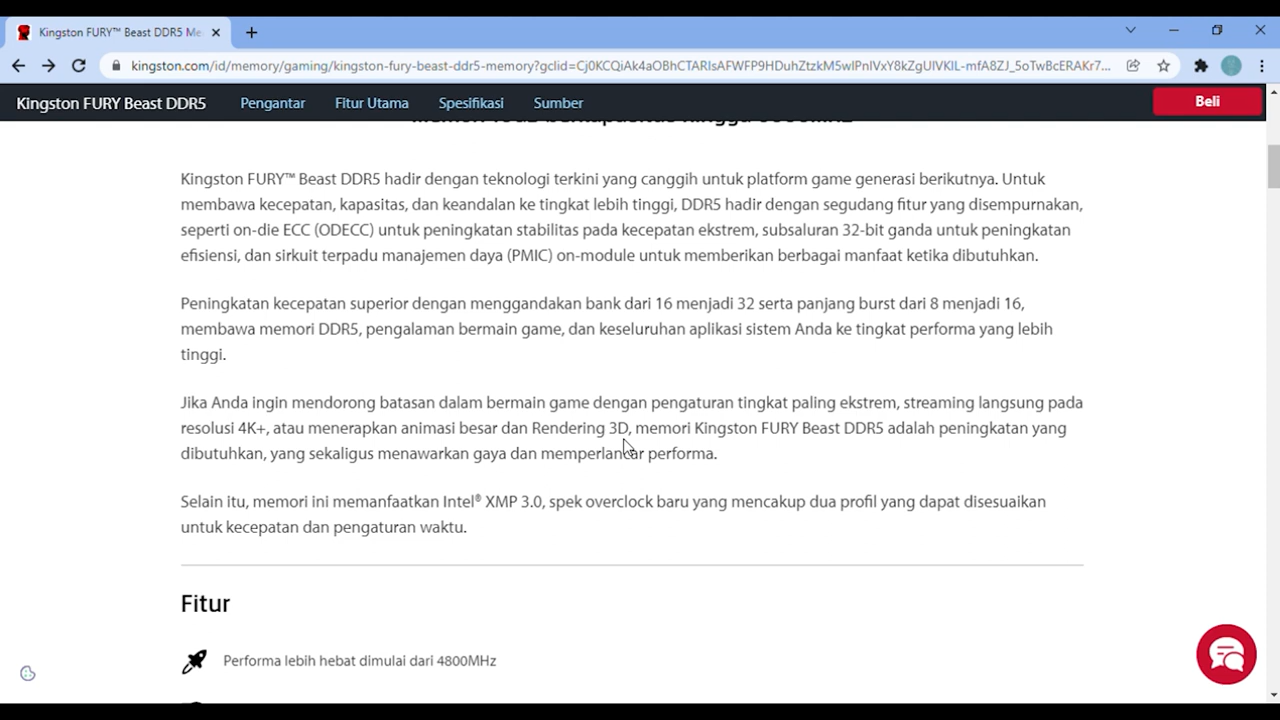 Kingston FURY™ Beast DDR5 Me
kingston.com/id/memory/gaming/kingston-fury-beast-ddr5-memory?gclid=Cj0KCQiAk4aOBhCTARIsAFWFP9HDuhZtzkM5wIPnIVxY8kZgUIVKIL-mfA8ZJ_5oTwBcERAKr7...
Kingston FURY Beast DDR5 Pengantar Fitur Utama Spesifikasi Sumber Beli
Kingston FURY™ Beast DDR5 hadir dengan teknologi terkini yang canggih untuk platform game generasi berikutnya. Untuk
membawa kecepatan, kapasitas, dan keandalan ke tingkat lebih tinggi, DDR5 hadir dengan segudang fitur yang disempurnakan,
seperti on-die ECC (ODECC) untuk peningkatan stabilitas pada kecepatan ekstrem, subsaluran 32-bit ganda untuk peningkatan
efisiensi, dan sirkuit terpadu manajemen daya (PMIC) on-module untuk memberikan berbagai manfaat ketika dibutuhkan.
Peningkatan kecepatan superior dengan menggandakan bank dari 16 menjadi 32 serta panjang burst dari 8 menjadi 16,
membawa memori DDR5, pengalaman bermain game, dan keseluruhan aplikasi sistem Anda ke tingkat performa yang lebih
tinggi.
Jika Anda ingin mendorong batasan dalam bermain game dengan pengaturan tingkat paling ekstrem, streaming langsung pada
resolusi 4K+, atau menerapkan animasi besar dan Rendering 3D, memori Kingston FURY Beast DDR5 adalah peningkatan yang
dibutuhkan, yang sekaligus menawarkan gaya dan memperlancar performa.
Selain itu, memori ini memanfaatkan Intel® XMP 3.0, spek overclock baru yang mencakup dua profil yang dapat disesuaikan
untuk kecepatan dan pengaturan waktu.
Fitur
Performa lebih hebat dimulai dari 4800MHz